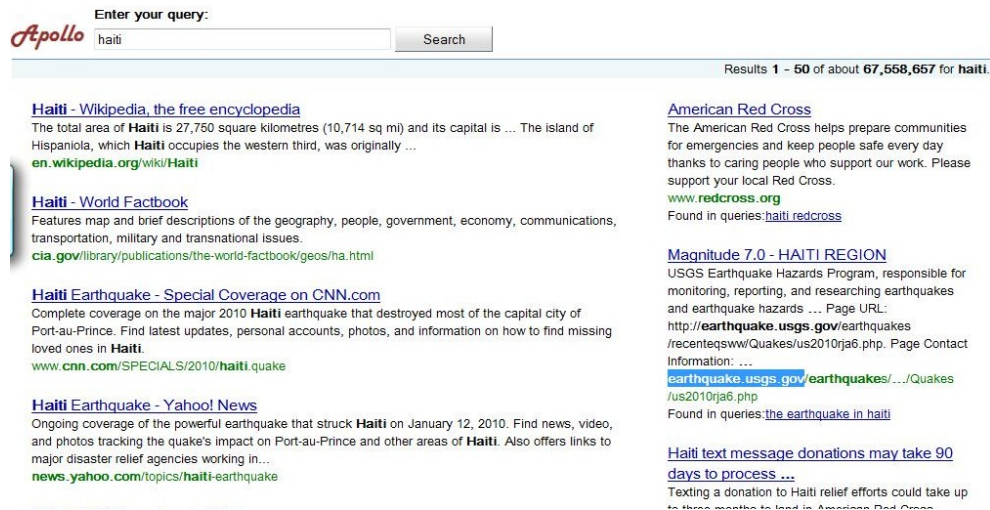 Enter your query:
Apollo
haiti
Search
Results 1 - 50 of about 67,558,657 for haiti.
Haiti - Wikipedia, the free encyclopedia
The total area of Haiti is 27,750 square kilometres (10,714 sq mi) and its capital is ... The island of
Hispaniola, which Haiti occupies the western third, was originally ...
en.wikipedia.org/wiki/Haiti
Haiti - World Factbook
Features map and brief descriptions of the geography, people, government, economy, communications,
transportation, military and transnational issues.
cia.gov/library/publications/the-world-factbook/geos/ha.html
Haiti Earthquake - Special Coverage on CNN.com
Complete coverage on the major 2010 Haiti earthquake that destroyed most of the capital city of
Port-au-Prince. Find latest updates, personal accounts, photos, and information on how to find missing
loved ones in Haiti.
www.cnn.com/SPECIALS/2010/haiti.quake
Haiti Earthquake - Yahoo! News
Ongoing coverage of the powerful earthquake that struck Haiti on January 12, 2010. Find news, video,
and photos tracking the quake's impact on Port-au-Prince and other areas of Haiti. Also offers links to
major disaster relief agencies working in...
news.yahoo.com/topics/haiti-earthquake
American Red Cross
The American Red Cross helps prepare communities
for emergencies and keep people safe every day
thanks to caring people who support our work. Please
support your local Red Cross.
www.redcross.org
Found in queries:haiti redcross
Magnitude 7.0 - HAITI REGION
USGS Earthquake Hazards Program, responsible for
monitoring, reporting, and researching earthquakes
and earthquake hazards ... Page URL:
http://earthquake.usgs.gov/earthquakes
/recenteqsww/Quakes/us2010rja6.php. Page Contact
Information: ...
earthquake.usgs.gov/earthquakes/.../Quakes
/us2010rja6.php
Found in queries:the earthquake in haiti
Haiti text message donations may take 90
days to process ...
Texting a donation to Haiti relief efforts could take up
to three months to land in American Red Cross